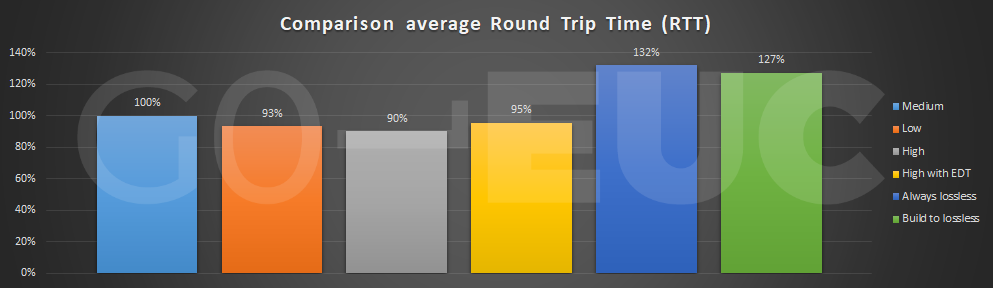 Comparison average Round Trip Time (RTT)
140%
120%
100%
80%
60%
40%
20%
0%
100%
93%
90%
95%
132%
127%
Medium
Low
High
High with EDT
Always lossless
Build to lossless
GO-EUC